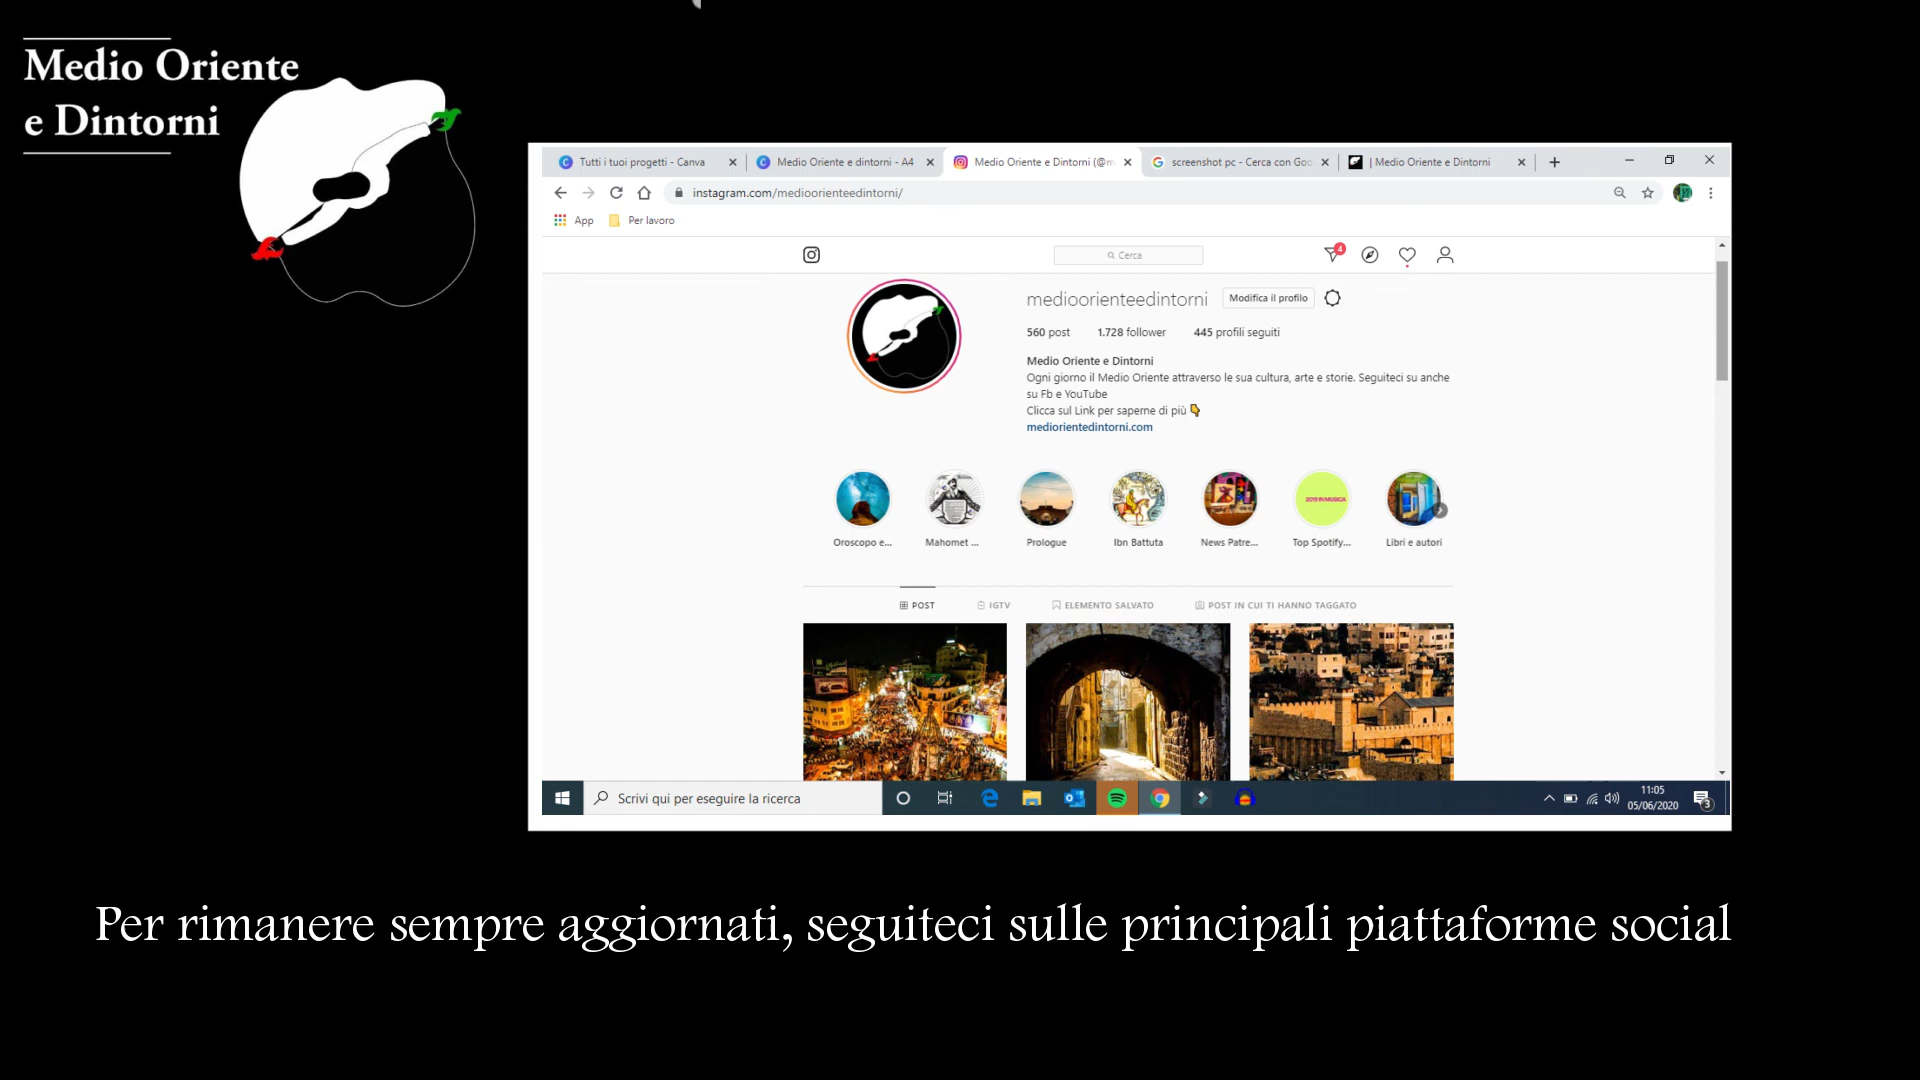 Medio Oriente
e Dintorni
Tutti i tuoi progetti - Canva
Medio Oriente e dintorni - A4
Medio Oriente e Dintorni (@m
screenshot pc - Cerca con Goo
| Medio Oriente e Dintorni
instagram.com/medioorienteedintorni/
App
Per lavoro
Cerca
4
medioorienteedintorni
Modifica il profilo
560 post
1.728 follower
445 profili seguiti
Medio Oriente e Dintorni
Ogni giorno il Medio Oriente attraverso le sua cultura, arte e storie. Seguiteci su anche
su Fb e YouTube
Clicca sul Link per saperne di più
mediorientedintorni.com
2019 IN MUSICA
Oroscopo e...
Mahomet ...
Prologue
Ibn Battuta
News Patre...
Top Spotify...
Libri e autori
POST
IGTV
ELEMENTO SALVATO
POST IN CUI TI HANNO TAGGATO
Scrivi qui per eseguire la ricerca
11:05
05/06/2020
3
Per rimanere sempre aggiornati, seguiteci sulle principali piattaforme social